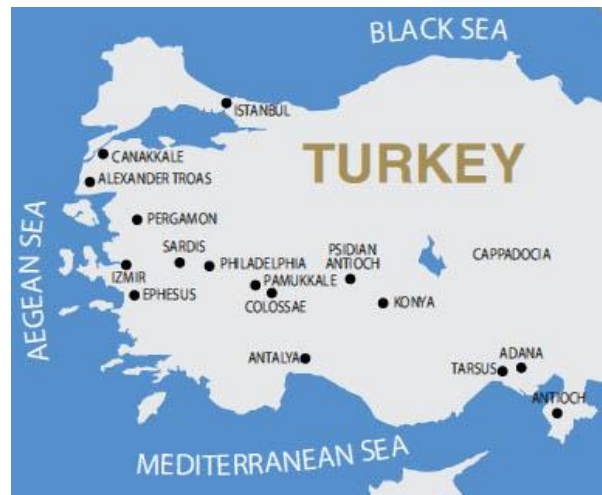 BLACK SEA
ISTANBUL
TURKEY
CANAKKALE
ALEXANDER TROAS
AEGEAN SEA
PERGAMON
SARDIS
PHILADELPHIA
PSIDIAN
ANTIOCH
CAPPADOCIA
IZMIR
PAMUKKALE
EPHESUS
COLOSSAE
KONYA
ANTALYA
ADANA
TARSUS
ANTIOCH
MEDITERRANEAN SEA